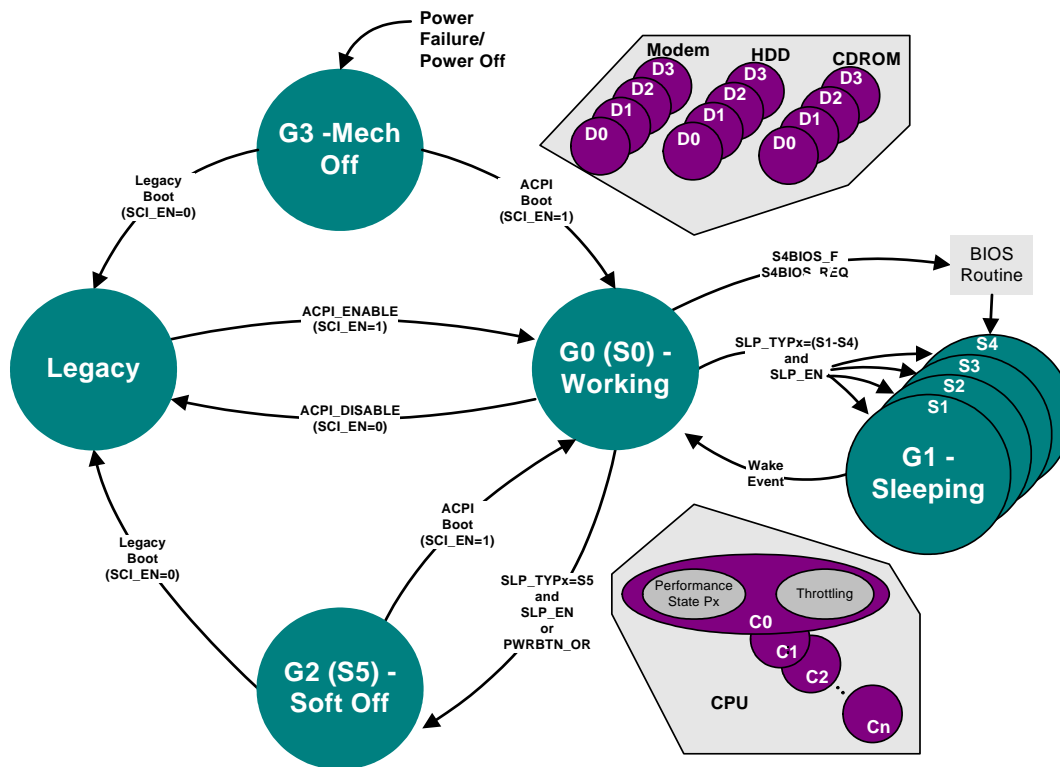 Power
Failure/
Power Off
Modem
HDD
CDROM
D3
D2
D1
D0
D3
D2
D1
D0
D3
D2
D1
D0
G3 -Mech
Off
Legacy
Boot
(SCI_EN=0)
ACPI
Boot
(SCI_EN=1)
S4BIOS_F
S4BIOS_REQ
BIOS
Routine
ACPI_ENABLE
(SCI_EN=1)
Legacy
G0 (S0) -
Working
SLP_TYPx=(S1-S4)
and
SLP_EN
S4
S3
S2
S1
G1 -
Sleeping
ACPI_DISABLE
(SCI_EN=0)
Wake
Event
ACPI
Boot
(SCI_EN=1)
Legacy
Boot
(SCI_EN=0)
SLP_TYPx=S5
and
SLP_EN
or
PWRBTN_OR
G2 (S5) -
Soft Off
Performance
State Px
Throttling
C0
C1
C2
CPU
Cn